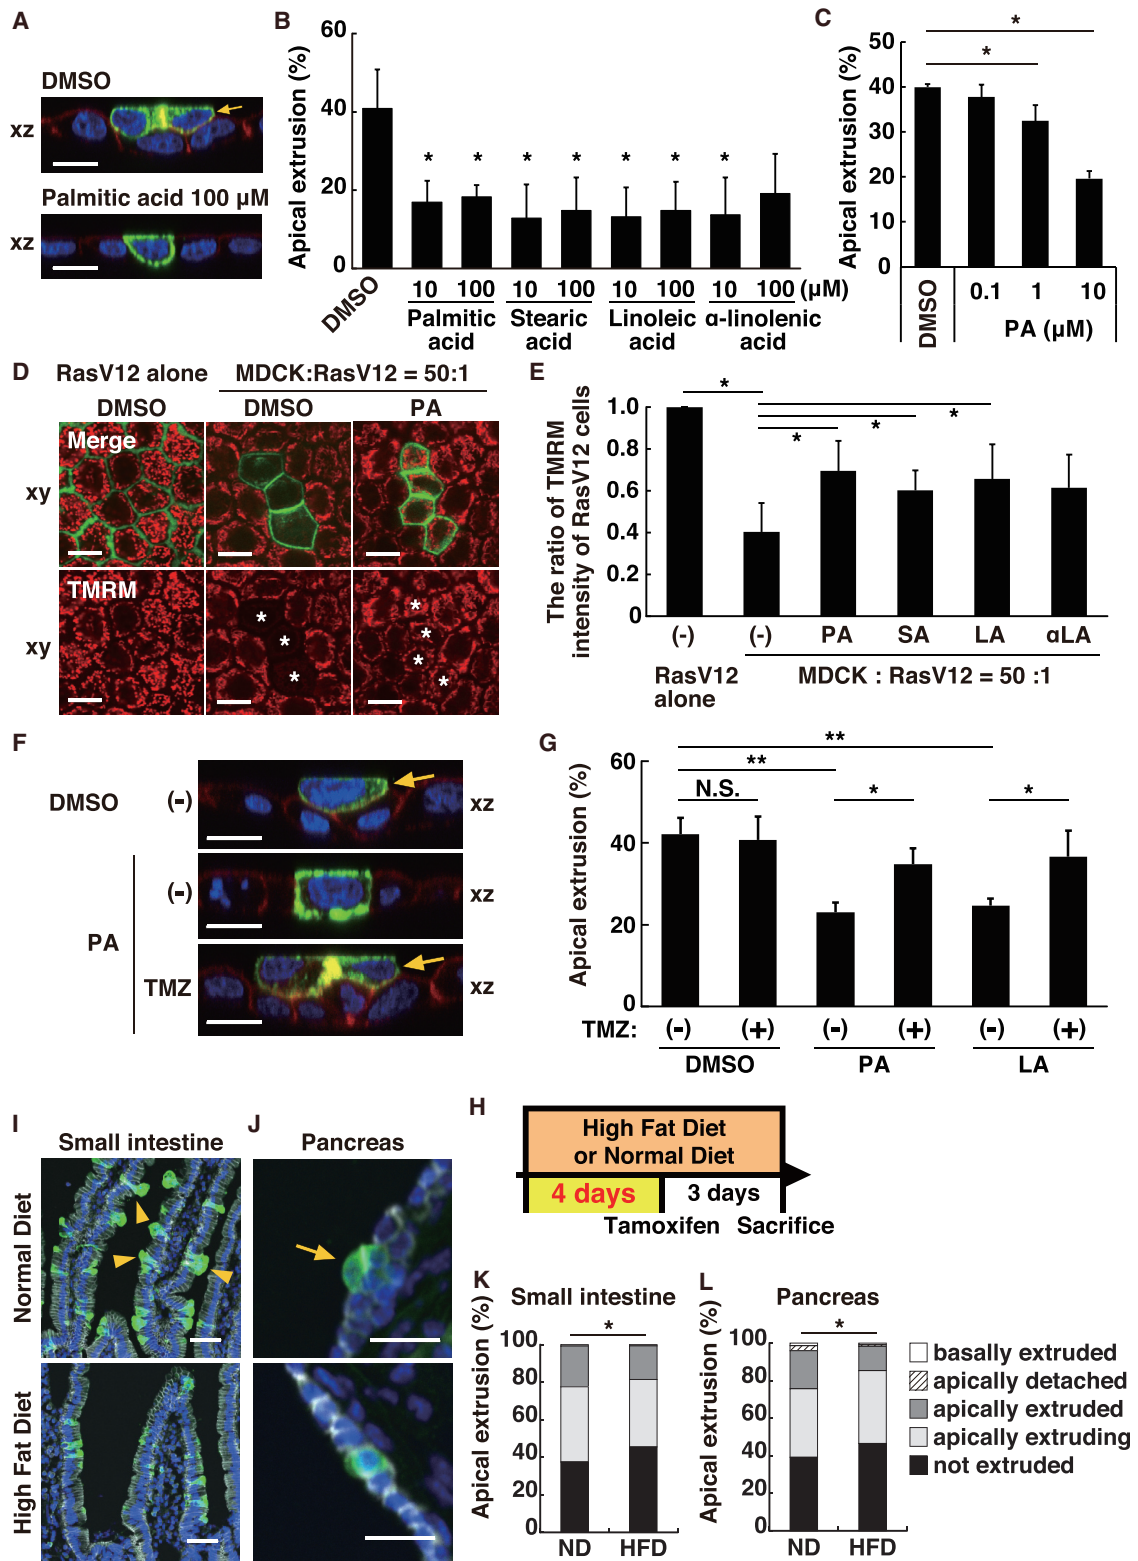 A
DMSO
xz
Palmitic acid 100 µM
xz
B
Apical extrusion (%)
60
40
20
0
* * * * * * *
DMSO
10 100 10 100 10 100 10 100 (µM)
Palmitic acid
Stearic acid
Linoleic acid
α-linolenic acid
C
Apical extrusion (%)
50
40
30
20
10
0
*
*
DMSO
0.1 1 10
PA (µM)
D
RasV12 alone
MDCK:RasV12 = 50:1
DMSO DMSO PA
Merge
xy
TMRM
xy
* * *
* * * *
E
The ratio of TMRM
intensity of RasV12 cells
1.0
0.8
0.6
0.4
0.2
0
* * * *
(-) (-) PA SA LA αLA
RasV12
alone
MDCK : RasV12 = 50 :1
F
DMSO
(-)
xz
PA
(-)
xz
TMZ
xz
G
Apical extrusion (%)
60
40
20
0
**
**
N.S.
* *
TMZ: (-) (+) (-) (+) (-) (+)
DMSO PA LA
H
High Fat Diet
or Normal Diet
4 days 3 days
Tamoxifen Sacrifice
I
Small intestine
Normal Diet
High Fat Diet
J
Pancreas
K
Small intestine
Apical extrusion (%)
100
80
60
40
20
0
*
ND HFD
L
Pancreas
Apical extrusion (%)
100
80
60
40
20
0
*
ND HFD
basally extruded
apically detached
apically extruded
apically extruding
not extruded